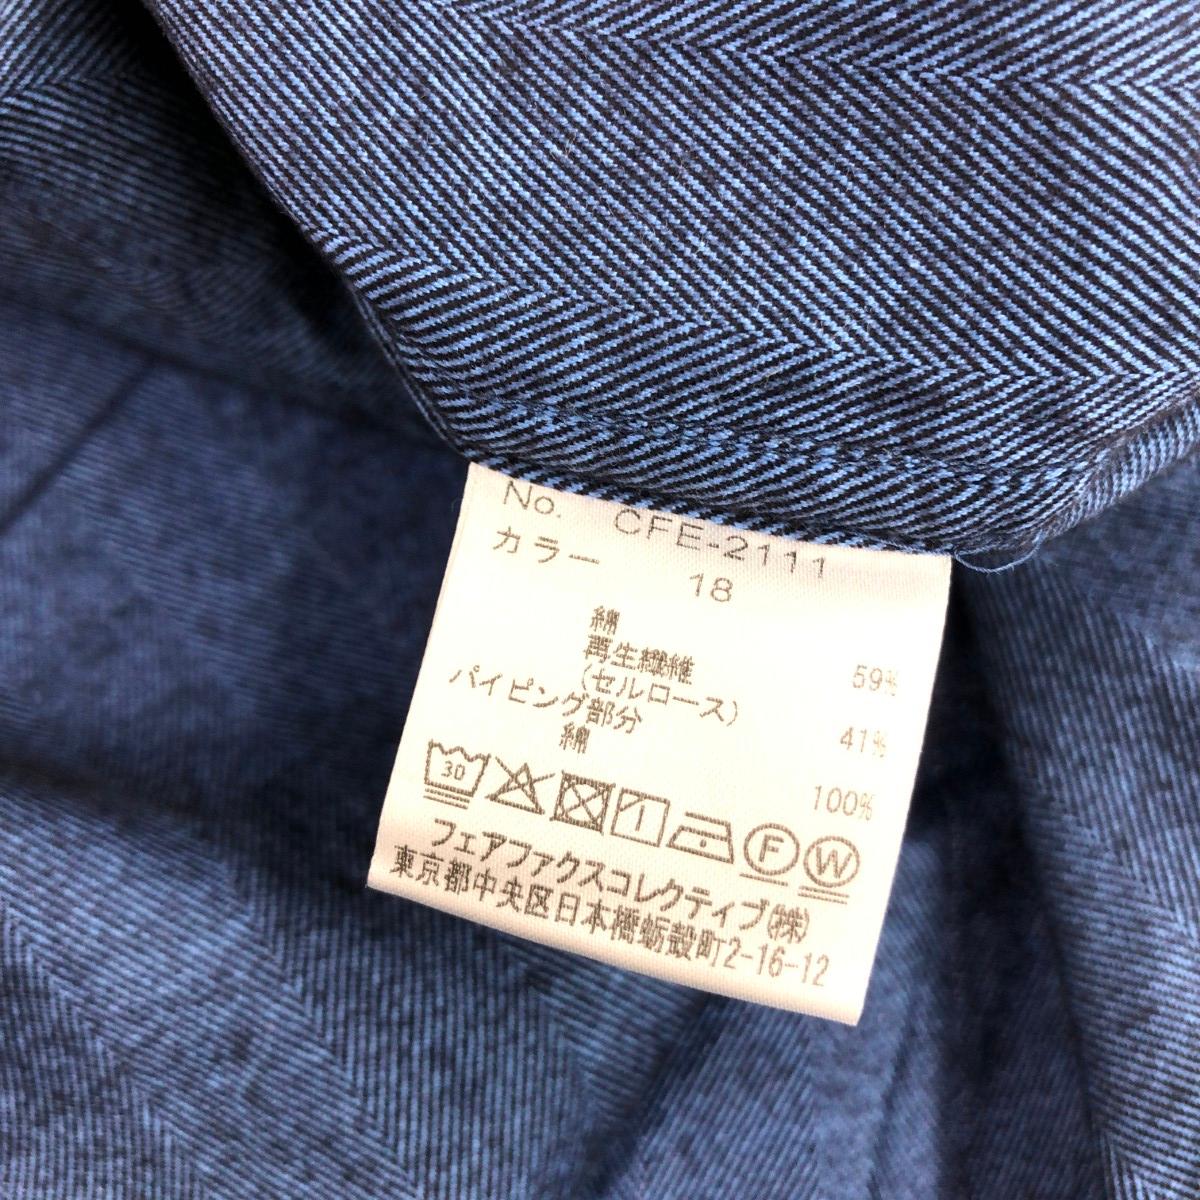 No. CFE-2111
カラー 18
綿 59%
再生繊維
(セルロース) 41%
パイピング部分
綿 100%
30 1 F W
フェアファクスコレクティブ(株)
東京都中央区日本橋蛎殻町2-16-12